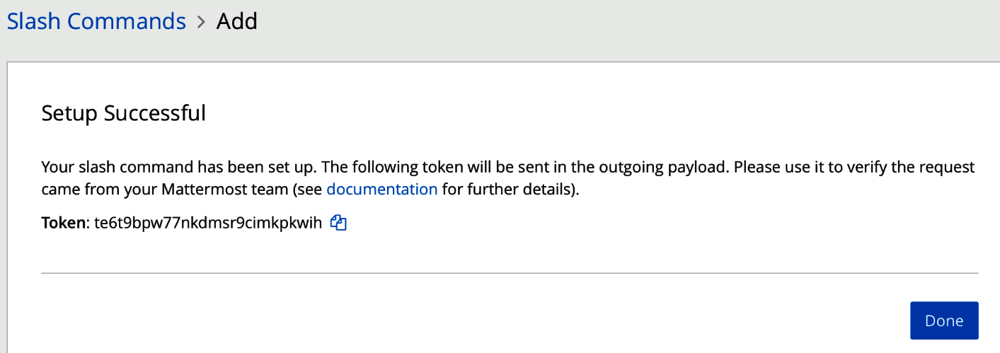 Slash Commands > Add
Setup Successful
Your slash command has been set up. The following token will be sent in the outgoing payload. Please use it to verify the request
came from your Mattermost team (see documentation for further details).
Token: te6t9bpw77nkdmsr9cimkpkwih
Done